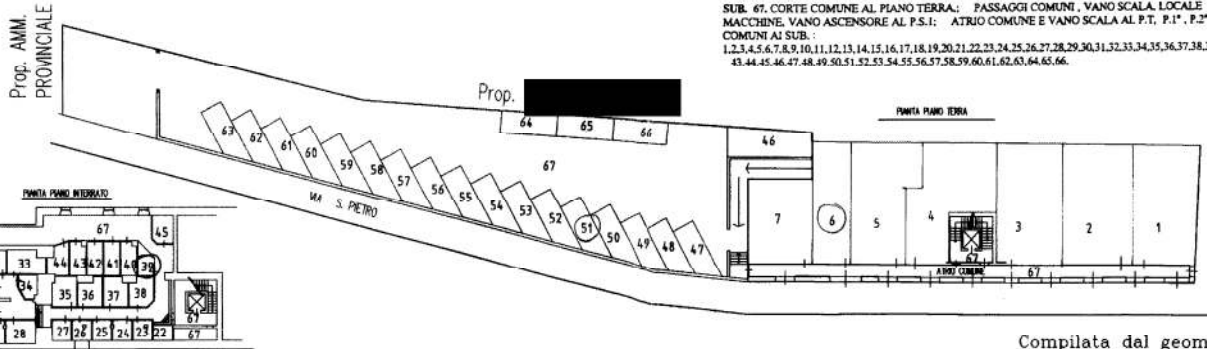 SUB. 67. CORTE COMUNE AL PIANO TERRA.; PASSAGGI COMUNI, VANO SCALA, LOCALE
MACCHINE, VANO ASCENSORE AL P.S.1; ATRIO COMUNE E VANO SCALA AL P.T, P.1°, P.2°
COMUNI AI SUB. :
1,2,3,4,5,6,7,8,9,10,11,12,13,14,15,16,17,18,19,20,21,22,23,24,25,26,27,28,29,30,31,32,33,34,35,36,37,38,
43,44,45,46,47,48,49,50,51,52,53,54,55,56,57,58,59,60,61,62,63,64,65,66.
Prop. AMM.
PROVINCIALE
Prop.
PIANTA PIANO TERRA
64 65 66
63 62 61 60 59 58 57 56 55 54 53 52 51 50 49 48 47
67
46
7 6 5 4 3 2 1
67
ATRIO COMUNE 67
VIA S. PIETRO
PIANTA PIANO INTERRATO
67 45
33 44 43 42 41 40 39
34 35 36 37 38
67
28 27 26 25 24 23 22 67
Compilata dal geom